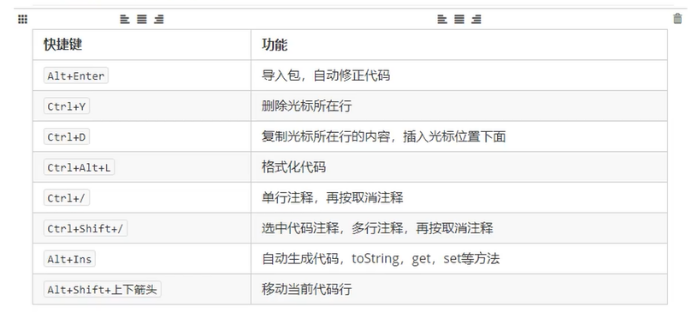 快捷键 功能
Alt+Enter 导入包，自动修正代码
Ctrl+Y 删除光标所在行
Ctrl+D 复制光标所在行的内容，插入光标位置下面
Ctrl+Alt+L 格式化代码
Ctrl+/ 单行注释，再按取消注释
Ctrl+Shift+/ 选中代码注释，多行注释，再按取消注释
Alt+Ins 自动生成代码，toString，get，set等方法
Alt+Shift+上下箭头 移动当前代码行